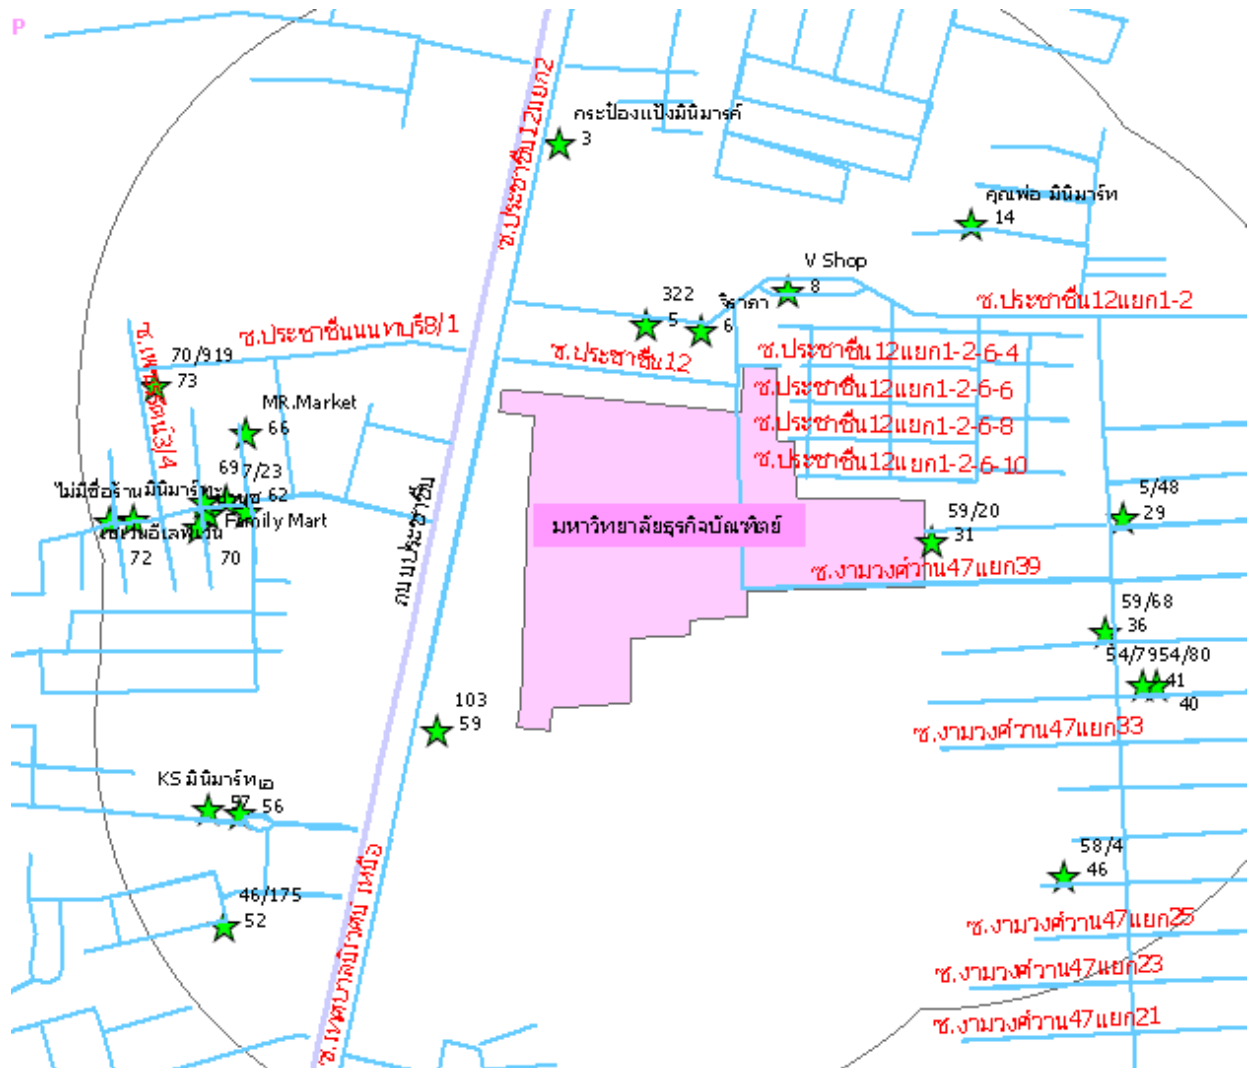 P
กระป๋องแป้งมินิมาร์ค
3
ซ.ประชาชื่น12แยก2
คุณพ่อ มินิมาร์ท
14
V Shop
8
322
5
จิราภา
6
ซ.ประชาชื่น12แยก1-2
ซ.ประชาชื่นนนทบุรี8/1
70/919
73
ซ.ประชาชื่น12
ซ.ประชาชื่น12แยก1-2-6-4
ซ.ประชาชื่น12แยก1-2-6-6
ซ.ประชาชื่น12แยก1-2-6-8
ซ.ประชาชื่น12แยก1-2-6-10
MR.Market
66
69
7/23
62
ไม่มีชื่อร้าน
มินิมาร์ท
Family Mart
72
70
ถนนประชาชื่น
มหาวิทยาลัยธุรกิจบัณฑิตย์
59/20
31
5/48
29
ซ.งามวงศ์วาน47แยก39
59/68
36
54/79
54/80
41
40
ซ.งามวงศ์วาน47แยก33
103
59
KS มินิมาร์ท
57
56
46/175
52
58/4
46
ซ.งามวงศ์วาน47แยก25
ซ.งามวงศ์วาน47แยก23
ซ.งามวงศ์วาน47แยก21